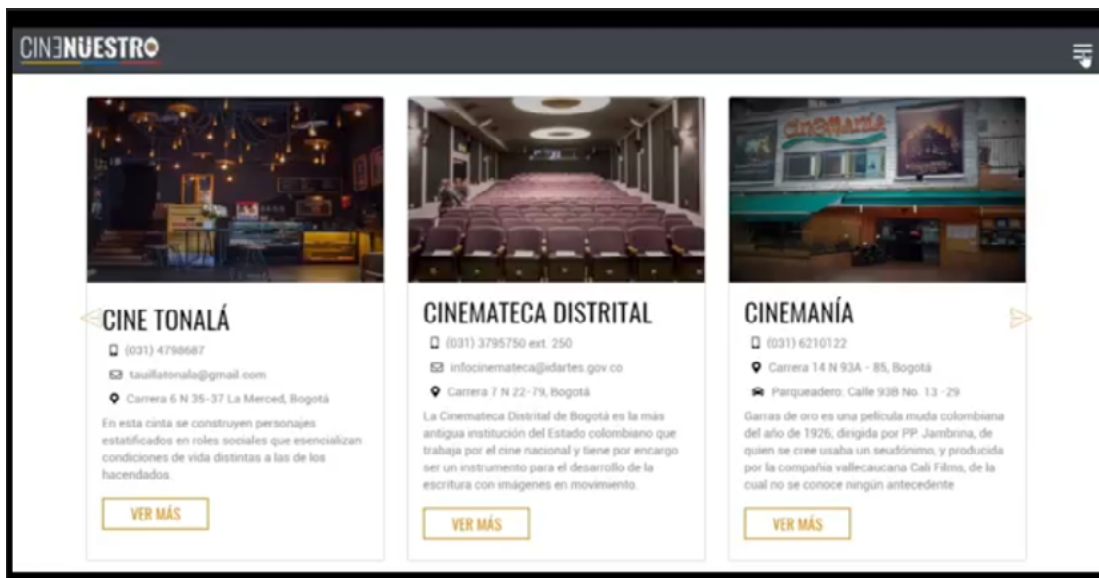 CINENUESTRO
cinemanía
CINE TONALÁ
(031) 4798687
tauillatonala@gmail.com
Carrera 6 N 35-37 La Merced, Bogotá
En esta cinta se construyen personajes
estatificados en roles sociales que esencializan
condiciones de vida distintas a las de los
hacendados.
VER MÁS
CINEMATECA DISTRITAL
(031) 3795750 ext. 250
infocinemateca@idartes.gov.co
Carrera 7 N 22-79, Bogotá
La Cinemateca Distrital de Bogotá es la más
antigua institución del Estado colombiano que
trabaja por el cine nacional y tiene por encargo
ser un instrumento para el desarrollo de la
escritura con imágenes en movimiento.
VER MÁS
CINEMANÍA
(031) 6210122
Carrera 14 N 93A - 85, Bogotá
Parqueadero: Calle 93B No. 13 -29
Garras de oro es una película muda colombiana
del año de 1926, dirigida por PP. Jambrina, de
quien se cree usaba un seudónimo, y producida
por la compañía vallecaucana Cali Films, de la
cual no se conoce ningún antecedente
VER MÁS